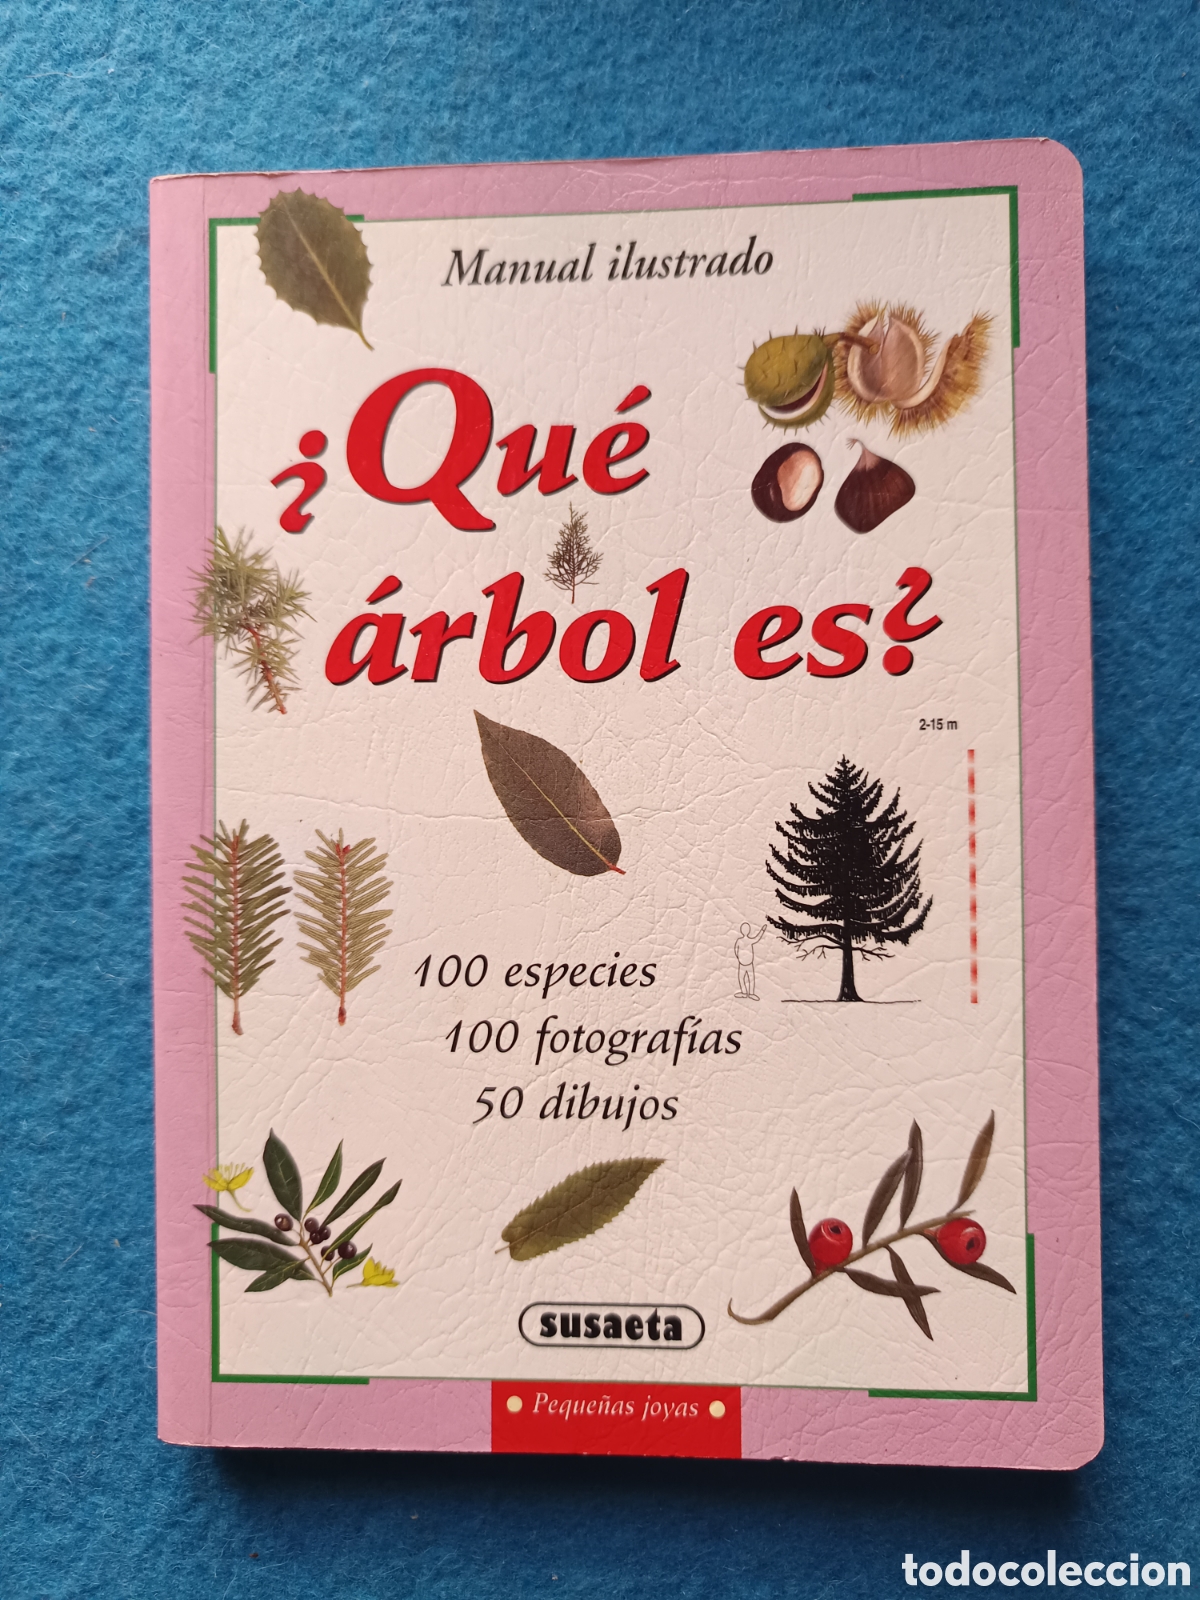 Manual ilustrado
¿Qué
árbol es?
2-15 m
100 especies
100 fotografías
50 dibujos
susaeta
Pequeñas joyas
todocoleccion